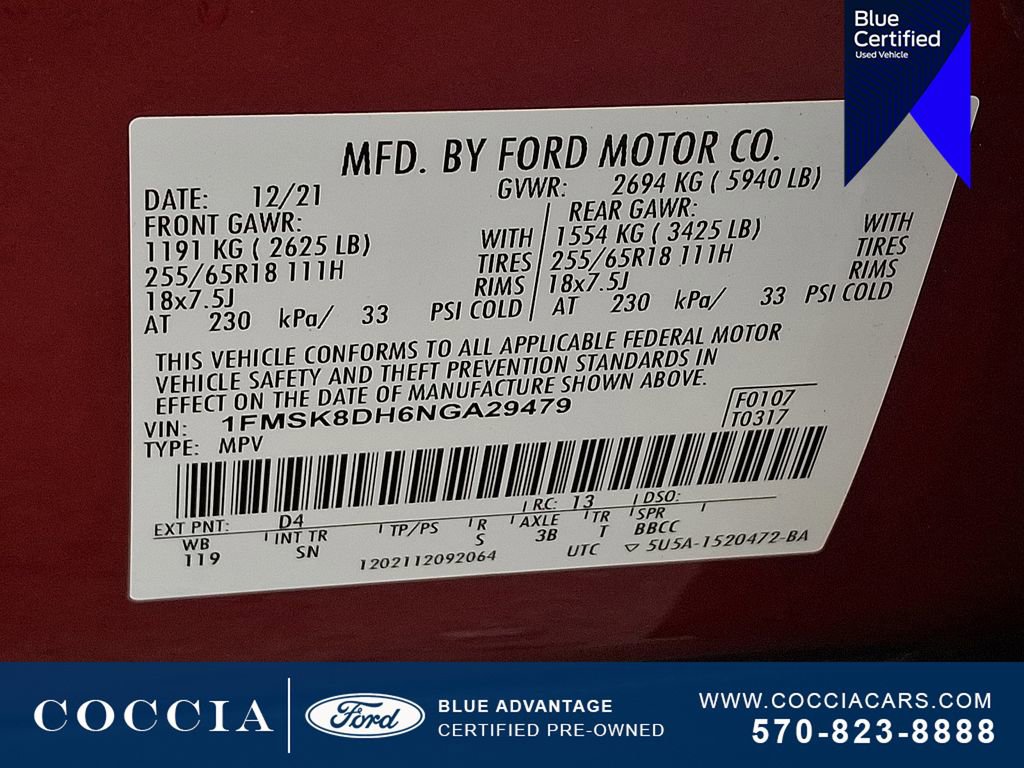 Blue
Certified
Used Vehicle
MFD. BY FORD MOTOR CO.
DATE: 12/21 GVWR: 2694 KG ( 5940 LB)
FRONT GAWR: REAR GAWR:
1191 KG ( 2625 LB) WITH 1554 KG ( 3425 LB) WITH
255/65R18 111H TIRES 255/65R18 111H TIRES
18x7.5J RIMS 18x7.5J RIMS
AT 230 kPa/ 33 PSI COLD AT 230 kPa/ 33 PSI COLD
THIS VEHICLE CONFORMS TO ALL APPLICABLE FEDERAL MOTOR
VEHICLE SAFETY AND THEFT PREVENTION STANDARDS IN
EFFECT ON THE DATE OF MANUFACTURE SHOWN ABOVE.
VIN: 1FMSK8DH6NGA29479 F0107
TYPE: MPV T0317
EXT PNT: D4 RC: 13 DSO:
WB INT TR TP/PS R AXLE TR SPR
119 SN S 3B T BBCC
1202112092064 UTC ▽ 5U5A-1520472-BA
COCCIA Ford BLUE ADVANTAGE
CERTIFIED PRE-OWNED
WWW.COCCIACARS.COM
570-823-8888